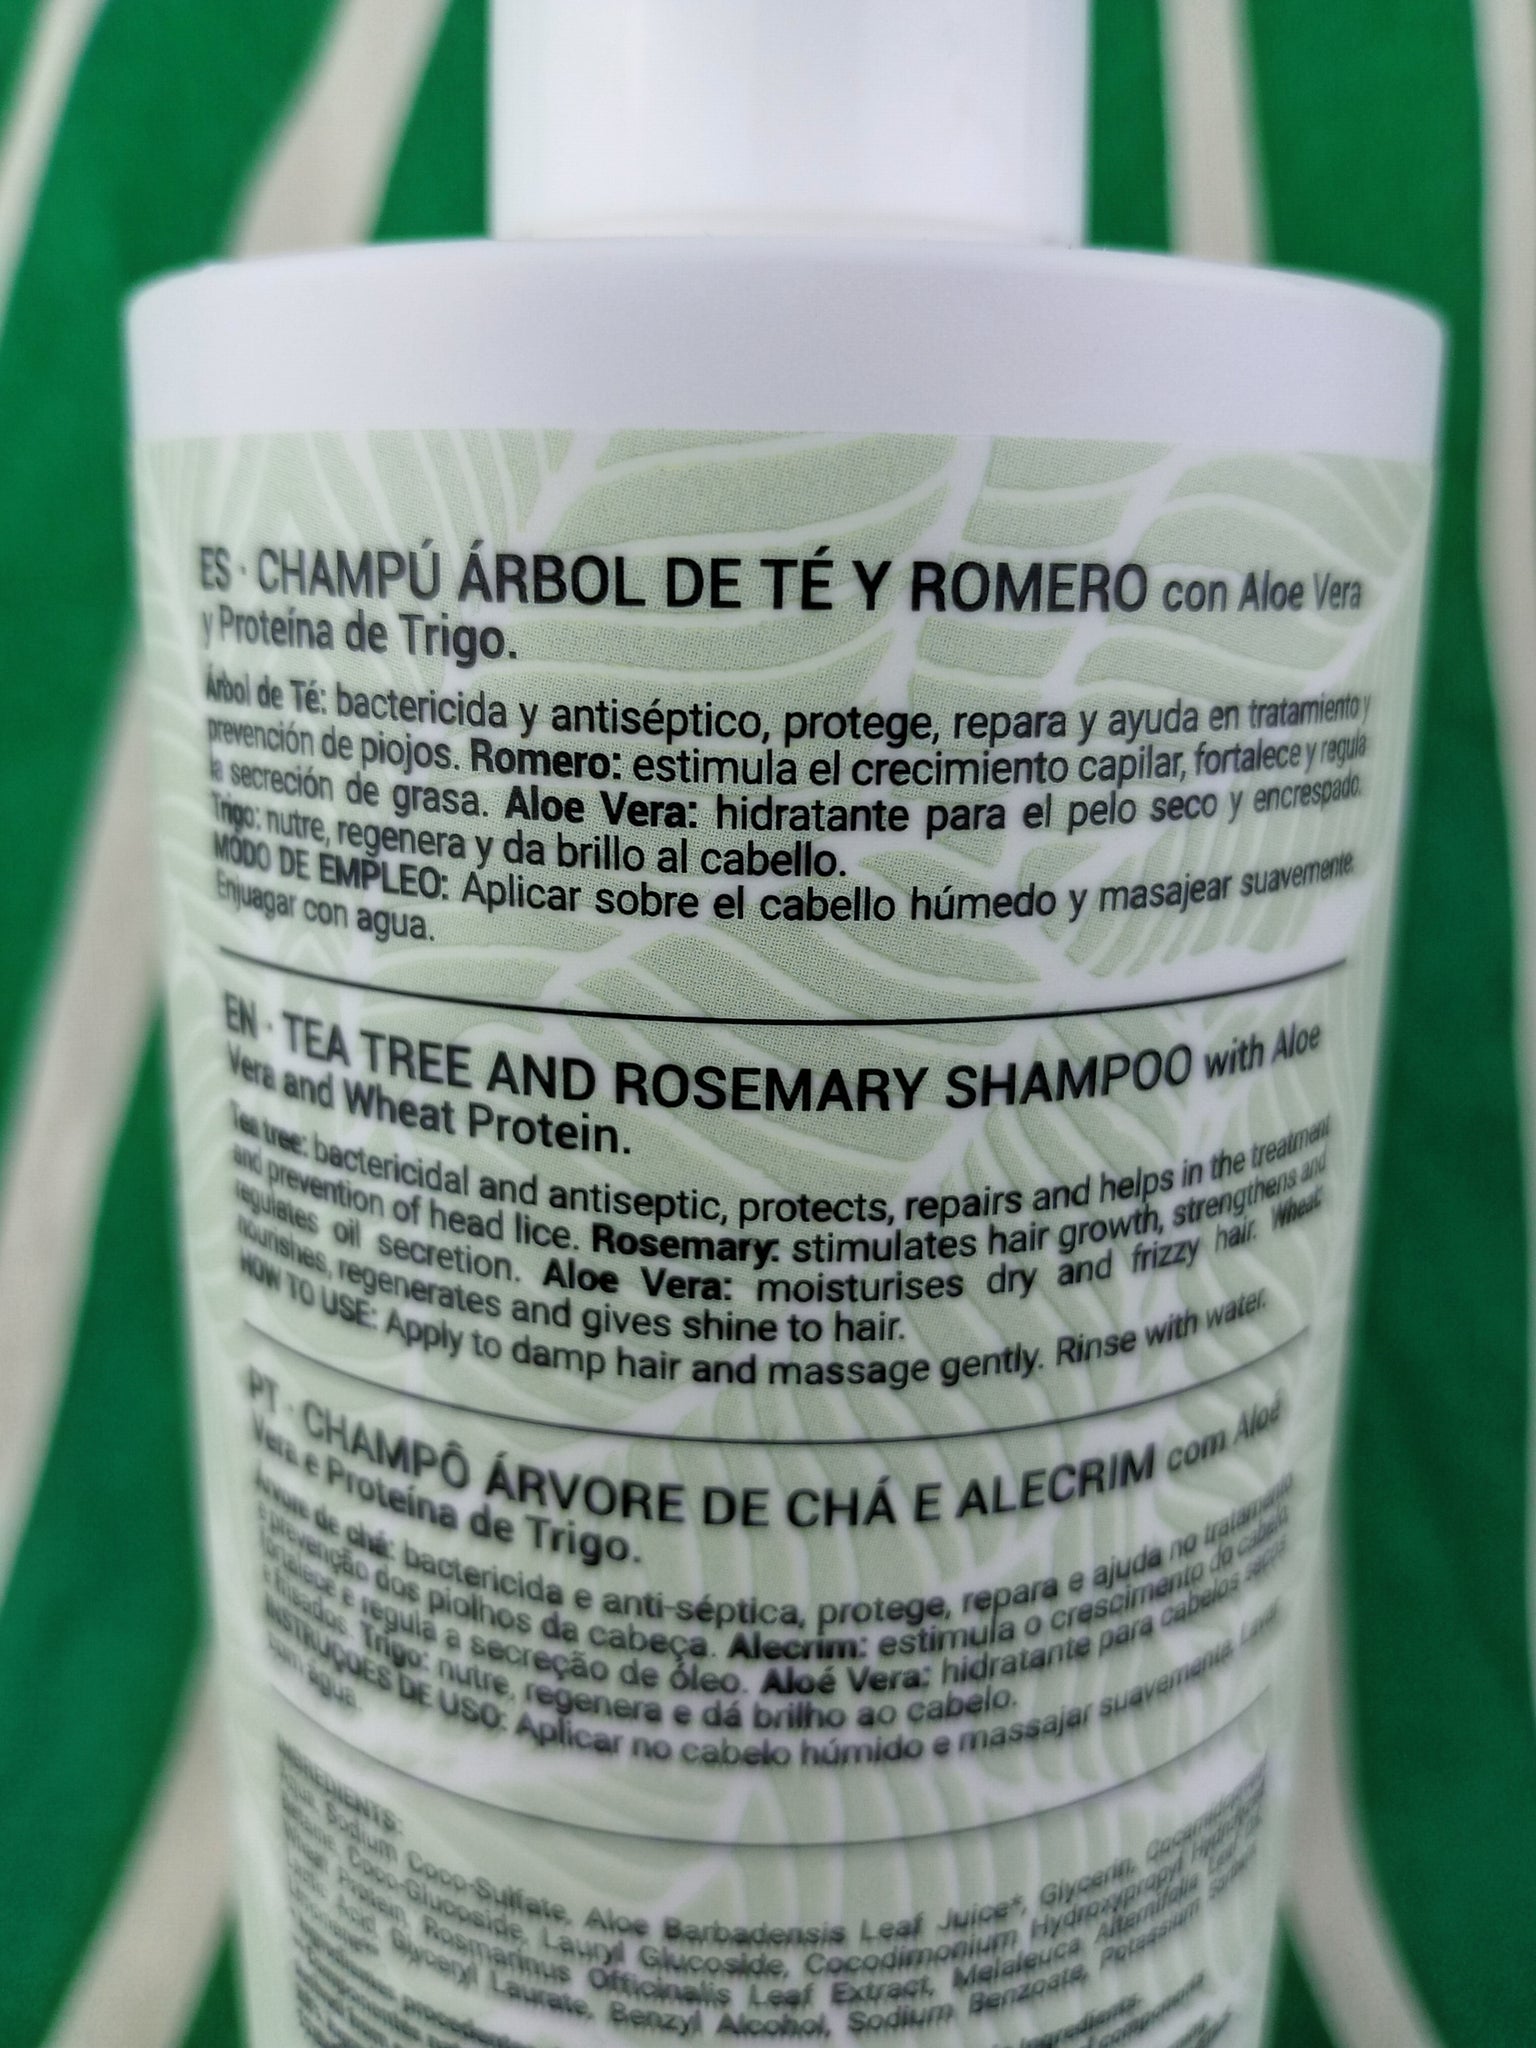 ES · CHAMPÚ ÁRBOL DE TÉ Y ROMERO con Aloe Vera
y Proteína de Trigo.
Árbol de Té: bactericida y antiséptico, protege, repara y ayuda en tratamiento y
prevención de piojos. Romero: estimula el crecimiento capilar, fortalece y regula
la secreción de grasa. Aloe Vera: hidratante para el pelo seco y encrespado.
Trigo: nutre, regenera y da brillo al cabello.
MODO DE EMPLEO: Aplicar sobre el cabello húmedo y masajear suavemente.
Enjuagar con agua.
EN · TEA TREE AND ROSEMARY SHAMPOO with Aloe
Vera and Wheat Protein.
Tea tree: bactericidal and antiseptic, protects, repairs and helps in the treatment
and prevention of head lice. Rosemary: stimulates hair growth, strengthens and
regulates oil secretion. Aloe Vera: moisturises dry and frizzy hair. Wheat:
nourishes, regenerates and gives shine to hair.
HOW TO USE: Apply to damp hair and massage gently. Rinse with water.
PT · CHAMPÔ ÁRVORE DE CHÁ E ALECRIM com Aloé
Vera e Proteína de Trigo.
Árvore de chá: bactericida e anti-séptica, protege, repara e ajuda no tratamento
e prevenção dos piolhos da cabeça. Alecrim: estimula o crescimento do cabelo,
fortalece e regula a secreção de óleo. Aloé Vera: hidratante para cabelos secos
e frisados. Trigo: nutre, regenera e dá brilho ao cabelo.
INSTRUÇOES DE USO: Aplicar no cabelo húmido e massajar suavemente. Lavar
com água.
INGREDIENTS:
Aqua, Sodium Coco-Sulfate, Aloe Barbadensis Leaf Juice*, Glycerin, Cocamidopropyl
Betaine, Coco-Glucoside, Lauryl Glucoside, Cocodimonium Hydroxypropyl Hydrolyzed
Wheat Protein, Rosmarinus Officinalis Leaf Extract, Melaleuca Alternifolia Leaf Oil,
Lactic Acid, Glyceryl Laurate, Benzyl Alcohol, Sodium Benzoate, Potassium Sorbate,